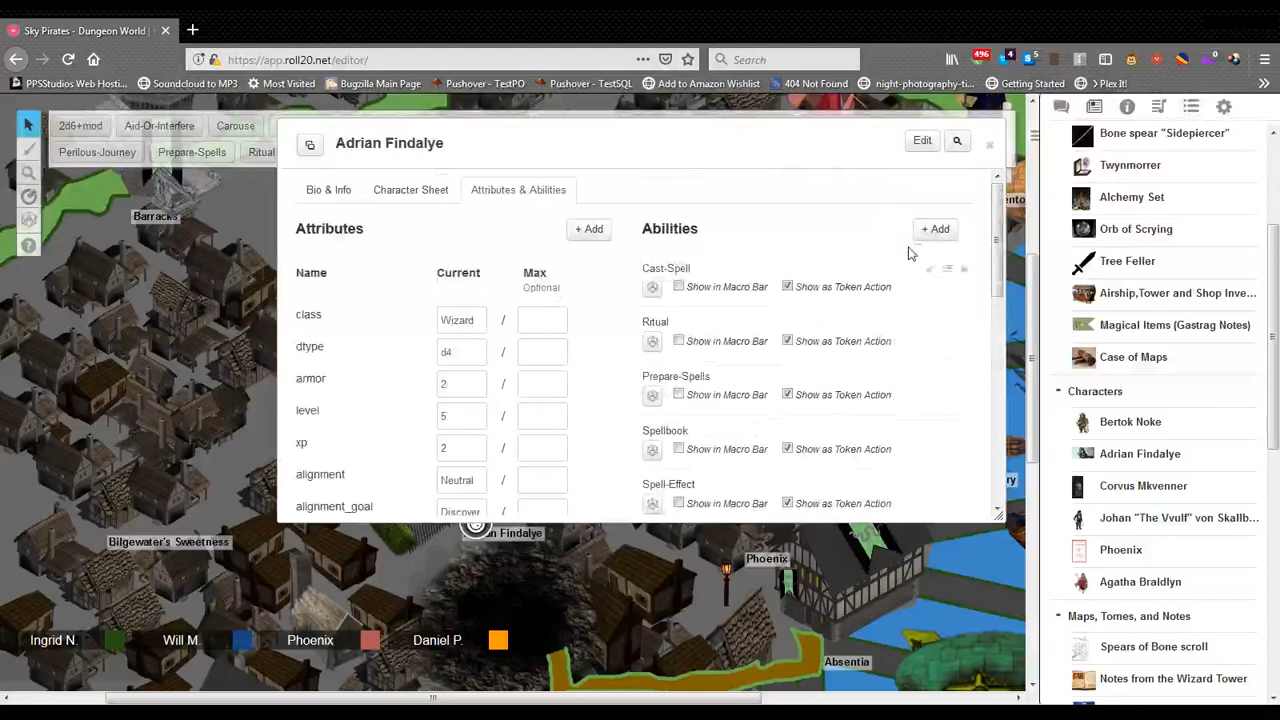 Sky Pirates - Dungeon World |
https://app.roll20.net/editor/
Search
496
4
5
0
PPSStudios Web Host...
Soundcloud to MP3
Most Visited
Bugzilla Main Page
Pushover - TestPO
Pushover - TestSQL
Add to Amazon Wishlist
404 Not Found
night-photography-ti...
Getting Started
> Plex It!
2d6+mod
Aid-Or-Interfere
Carouse
Perilous-Journey
Prepare-Spells
Ritual
Adrian Findalye
Edit
Bio & Info
Character Sheet
Attributes & Abilities
Attributes
+ Add
Name
Current
Max
Optional
class
Wizard
/
dtype
d4
/
armor
2
/
level
5
/
xp
2
/
alignment
Neutral
/
alignment_goal
Discover
/
Abilities
+ Add
Cast-Spell
Show in Macro Bar
Show as Token Action
Ritual
Show in Macro Bar
Show as Token Action
Prepare-Spells
Show in Macro Bar
Show as Token Action
Spellbook
Show in Macro Bar
Show as Token Action
Spell-Effect
Show in Macro Bar
Show as Token Action
Barracks
Bilgewater's Sweetness
Findalye
Phoenix
Absentia
Ingrid N.
Will M.
Phoenix
Daniel P.
Bone spear "Sidepiercer"
Twynmorrer
Alchemy Set
Orb of Scrying
Tree Feller
Airship,Tower and Shop Inve...
Magical Items (Gastrag Notes)
Case of Maps
Characters
Bertok Noke
Adrian Findalye
Corvus Mkvenner
Johan "The Vvulf" von Skallb...
Phoenix
Agatha Braidlyn
Maps, Tomes, and Notes
Spears of Bone scroll
Notes from the Wizard Tower